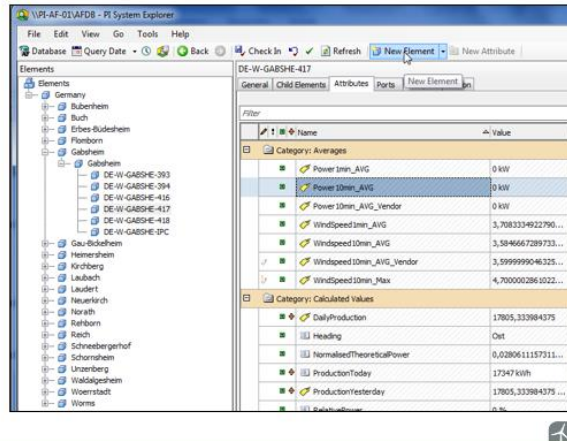 \\PI-AF-01\AFDB - PI System Explorer
File Edit View Go Tools Help
Database Query Date Back Check In Refresh New Element New Attribute
Elements
DE-W-GABSHE-417
Elements
General Child Elements Attributes Ports on
New Element
Germany
Bubenheim
Buch
Erbes-Büdesheim
Flomborn
Gabsheim
Gabsheim
DE-W-GABSHE-393
DE-W-GABSHE-394
DE-W-GABSHE-416
DE-W-GABSHE-417
DE-W-GABSHE-418
DE-W-GABSHE-IPC
Gau-Bickelheim
Heimersheim
Kirchberg
Laubach
Laudert
Neuerkirch
Norath
Rehborn
Reich
Schneebergerhof
Schornsheim
Unzenberg
Waldalgesheim
Woerrstadt
Worms
Filter
Name Value
Category: Averages
Power1min_AVG 0 kW
Power10min_AVG 0 kW
Power10min_AVG_Vendor 0 kW
WindSpeed1min_AVG 3,7083334922790...
Windspeed10min_AVG 3,5846667289733...
Windspeed10min_AVG_Vendor 3,5999999046325...
WindSpeed10min_Max 4,7000002861022...
Category: Calculated Values
DailyProduction 17805,333984375
Heading Ost
NormalisedTheoreticalPower 0,0280611157311...
ProductionToday 17347 kWh
ProductionYesterday 17805,333984375 ...
RelativePower 0 %